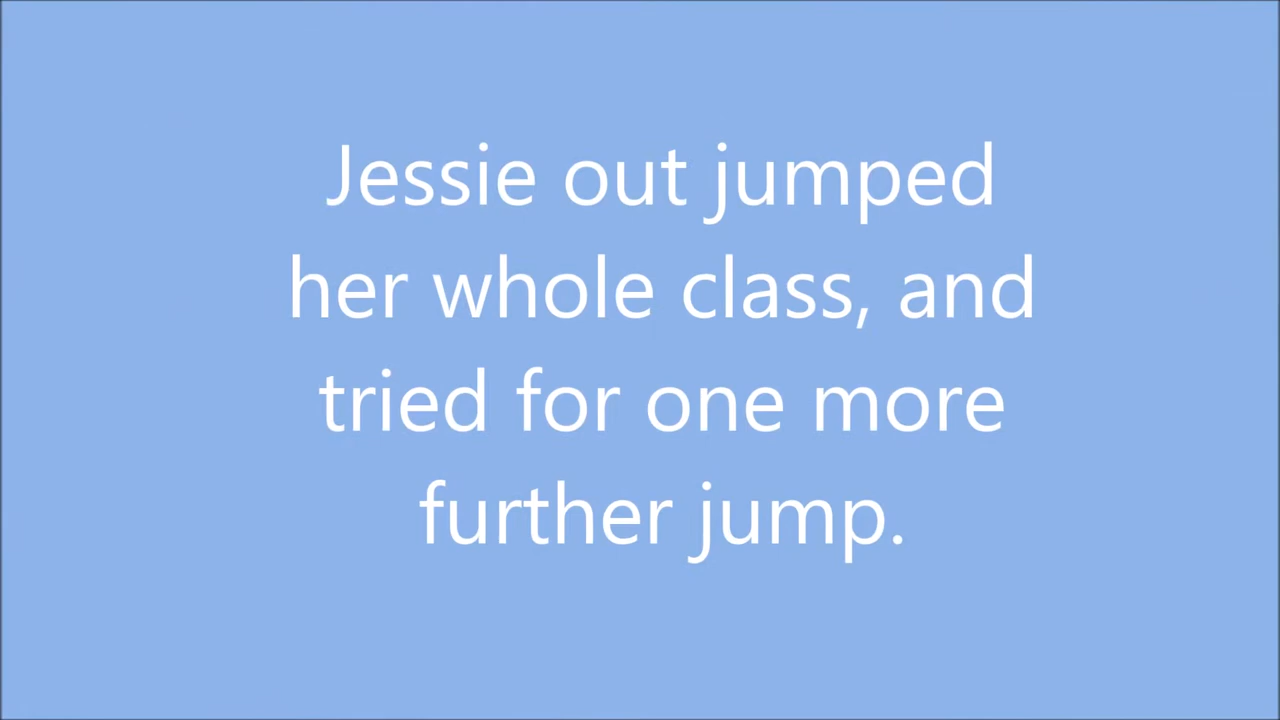 Jessie out jumped
her whole class, and
tried for one more
further jump.